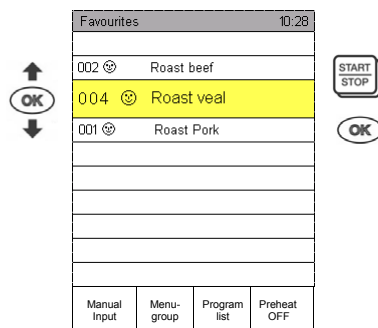 Favourites 10:28
002 Roast beef
START
STOP
OK
004 Roast veal
001 Roast Pork
OK
Manual Input
Menu-group
Program list
Preheat OFF